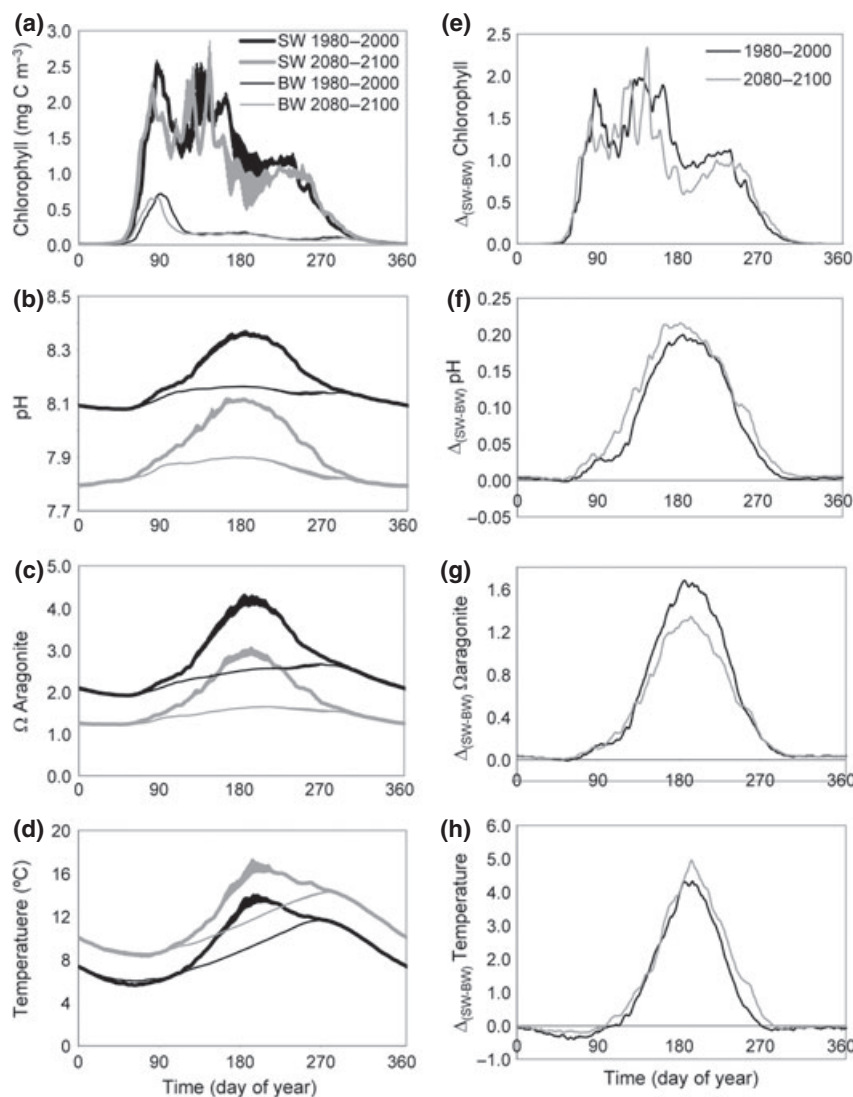 (a)
3.0
2.5
2.0
1.5
1.0
0.5
0.0
Chlorophyll (mg C m⁻³)
SW 1980–2000
SW 2080–2100
BW 1980–2000
BW 2080–2100
0 90 180 270 360
(b)
8.5
8.3
8.1
7.9
7.7
pH
0 90 180 270 360
(c)
5.0
4.0
3.0
2.0
1.0
0.0
Ω Aragonite
0 90 180 270 360
(d)
20
16
12
8
4
0
Temperatuere (ºC)
0 90 180 270 360
Time (day of year)
(e)
2.5
2.0
1.5
1.0
0.5
0.0
Δ(SW-BW) Chlorophyll
1980–2000
2080–2100
0 90 180 270 360
(f)
0.25
0.20
0.15
0.10
0.05
0.00
−0.05
Δ(SW-BW) pH
0 90 180 270 360
(g)
1.6
1.2
0.8
0.4
0.0
Δ(SW-BW) Ωaragonite
0 90 180 270 360
(h)
6.0
5.0
4.0
3.0
2.0
1.0
0.0
−1.0
Δ(SW-BW) Temperature
0 90 180 270 360
Time (day of year)